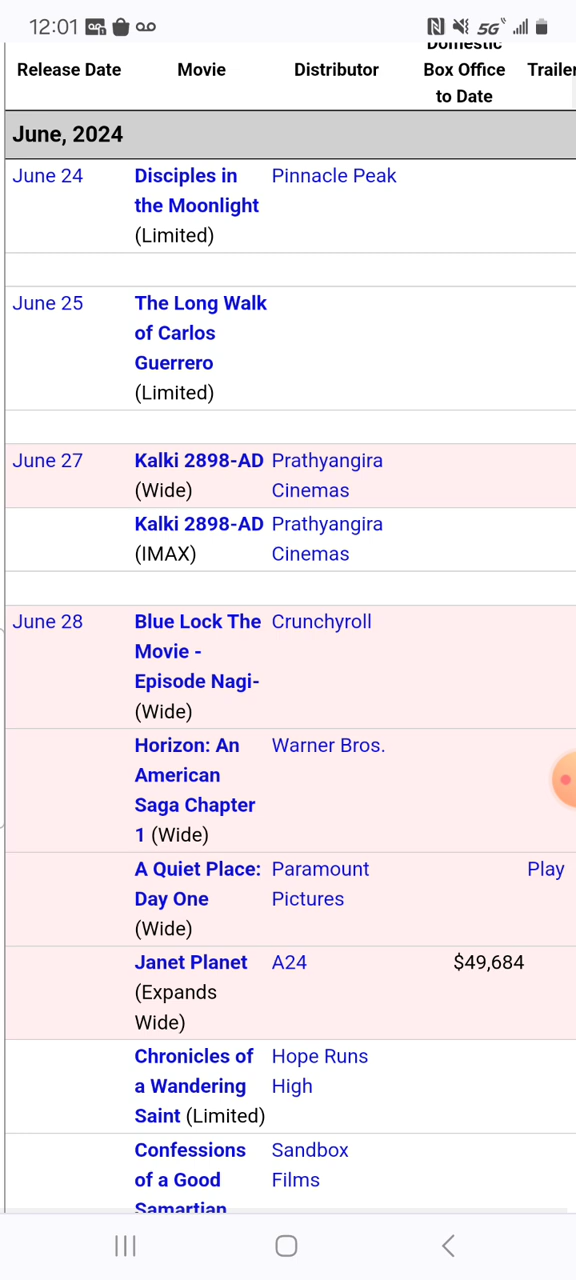 12:01 5G
Domestic
Release Date Movie Distributor Box Office Trailer
to Date
June, 2024
June 24 Disciples in Pinnacle Peak
the Moonlight
(Limited)
June 25 The Long Walk
of Carlos
Guerrero
(Limited)
June 27 Kalki 2898-AD Prathyangira
(Wide) Cinemas
Kalki 2898-AD Prathyangira
(IMAX) Cinemas
June 28 Blue Lock The Crunchyroll
Movie -
Episode Nagi-
(Wide)
Horizon: An Warner Bros.
American
Saga Chapter
1 (Wide)
A Quiet Place: Paramount Play
Day One Pictures
(Wide)
Janet Planet A24 $49,684
(Expands
Wide)
Chronicles of Hope Runs
a Wandering High
Saint (Limited)
Confessions Sandbox
of a Good Films
Samartian